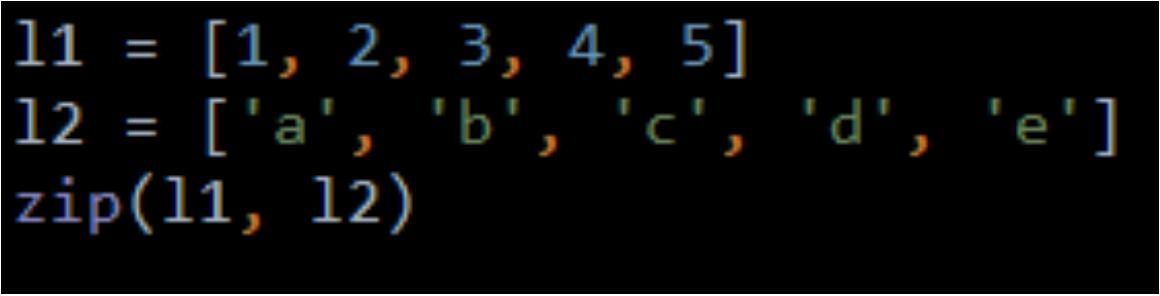 l1 = [1, 2, 3, 4, 5]
l2 = ['a', 'b', 'c', 'd', 'e']
zip(l1, l2)